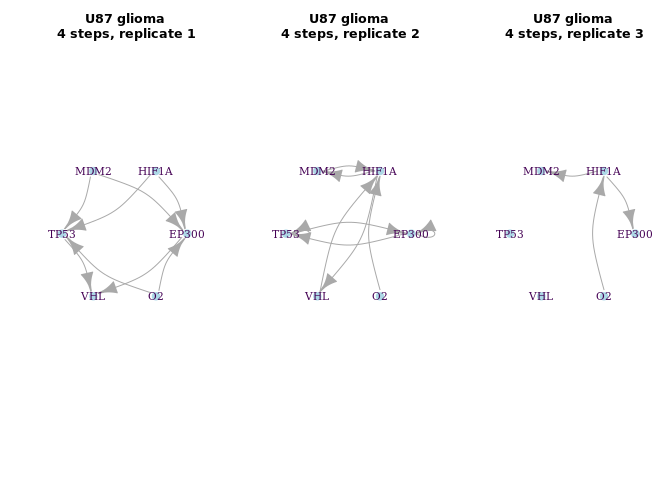 U87 glioma
4 steps, replicate 1
MDM2
HIF1A
TP53
EP300
VHL
O2
U87 glioma
4 steps, replicate 2
MDM2
HIF1A
TP53
EP300
VHL
O2
U87 glioma
4 steps, replicate 3
MDM2
HIF1A
TP53
EP300
VHL
O2